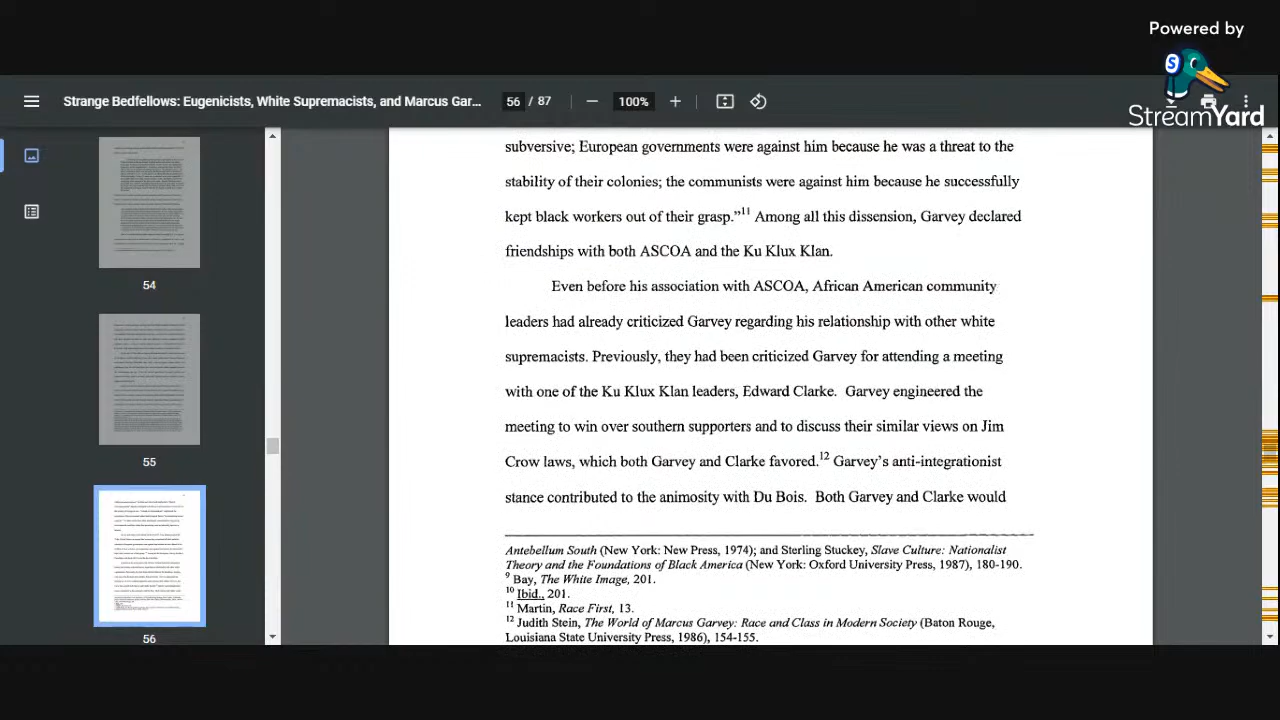 Powered by
StreamYard
Strange Bedfellows: Eugenicists, White Supremacists, and Marcus Gar...
56 / 87
100%
54
55
56
subversive; European governments were against him because he was a threat to the
stability of their colonies; the communists were against him because he successfully
kept black workers out of their grasp.”11 Among all this dissension, Garvey declared
friendships with both ASCOA and the Ku Klux Klan.
Even before his association with ASCOA, African American community
leaders had already criticized Garvey regarding his relationship with other white
supremacists. Previously, they had been criticized Garvey for attending a meeting
with one of the Ku Klux Klan leaders, Edward Clarke. Garvey engineered the
meeting to win over southern supporters and to discuss their similar views on Jim
Crow laws, which both Garvey and Clarke favored.12 Garvey’s anti-integrationist
stance contributed to the animosity with Du Bois. Both Garvey and Clarke would
Antebellum South (New York: New Press, 1974); and Sterling Stuckey, Slave Culture: Nationalist
Theory and the Foundations of Black America (New York: Oxford University Press, 1987), 180-190.
9 Bay, The White Image, 201.
10 Ibid., 201.
11 Martin, Race First, 13.
12 Judith Stein, The World of Marcus Garvey: Race and Class in Modern Society (Baton Rouge,
Louisiana State University Press, 1986), 154-155.